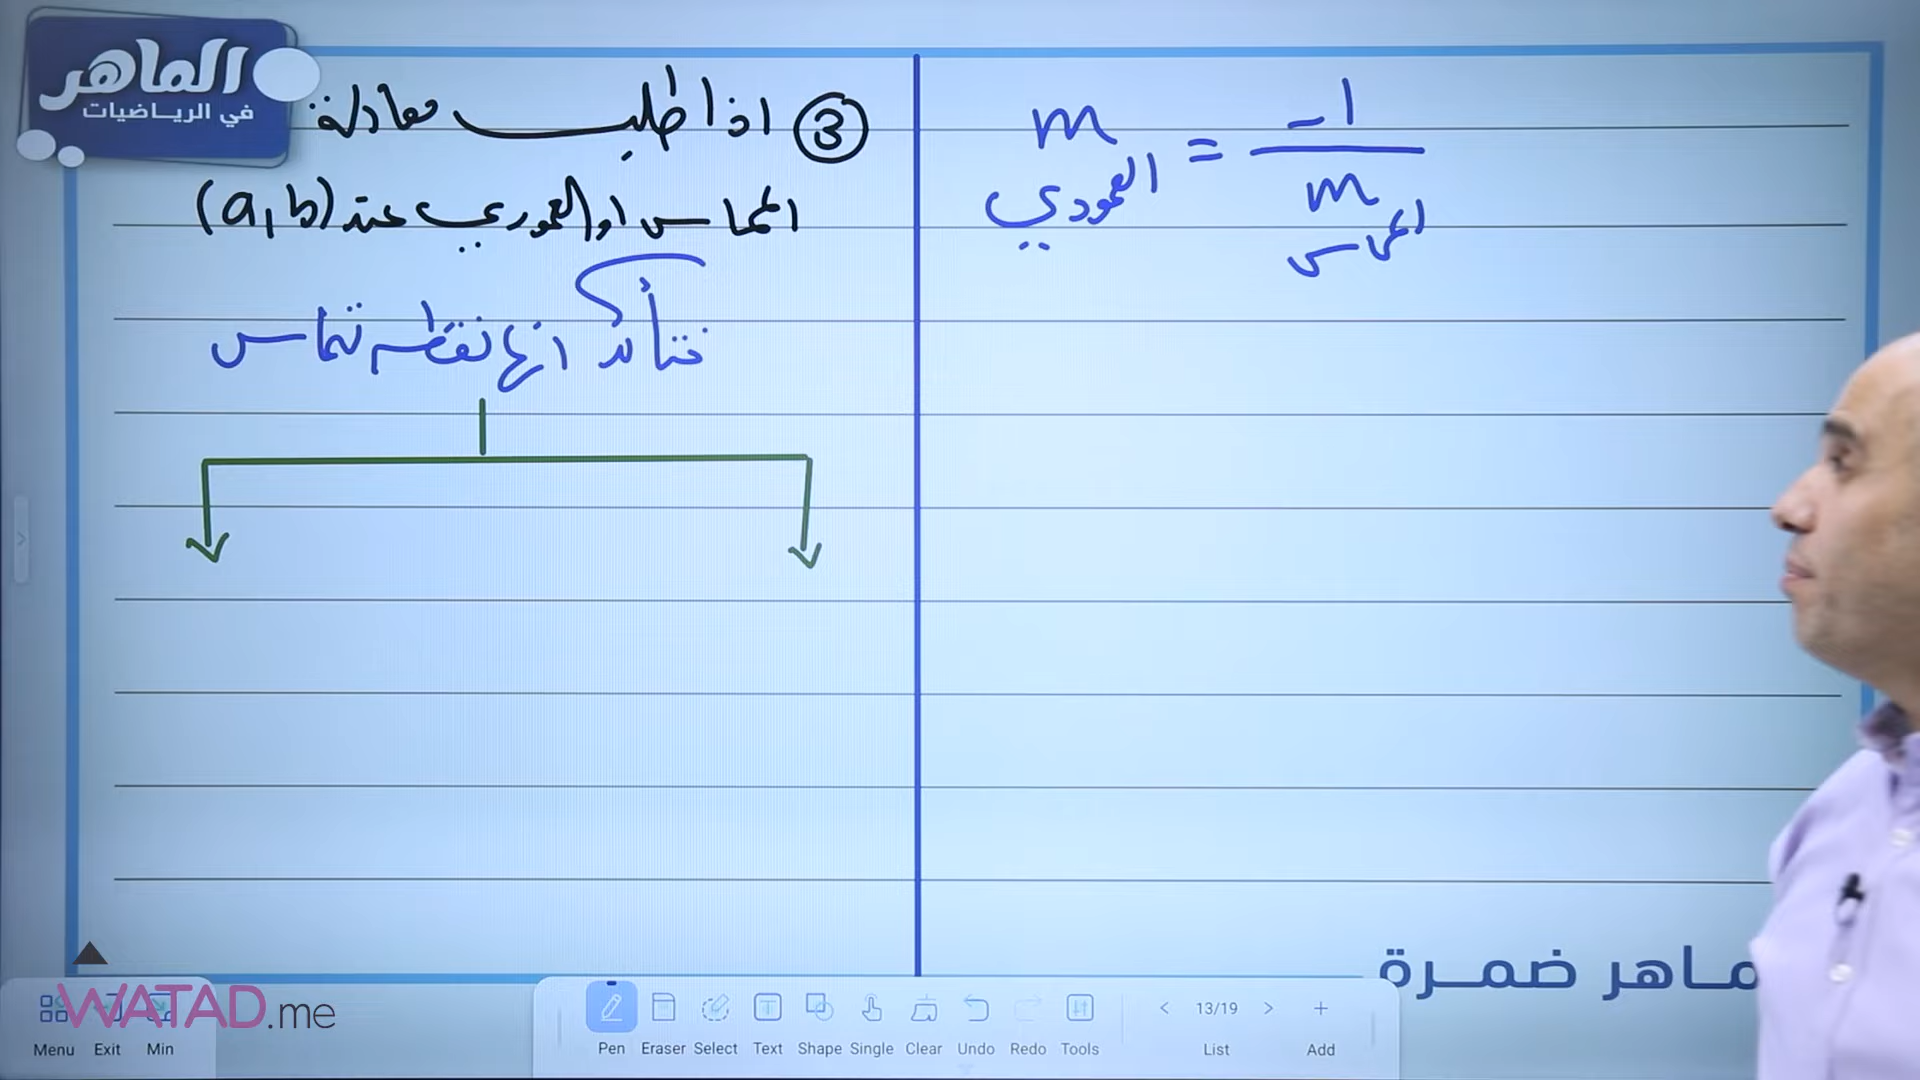 الماهر
في الرياضيات
③ اذا طلب معادلة
المماس او العمودي عند (a, b)
نتأكد انها نقطه تماس
m العمودي = -1 / m المماس
ماهر ضمرة
WATAD.me
Menu Exit Min
Pen Eraser Select Text Shape Single Clear Undo Redo Tools
< 13/19 > +
List Add